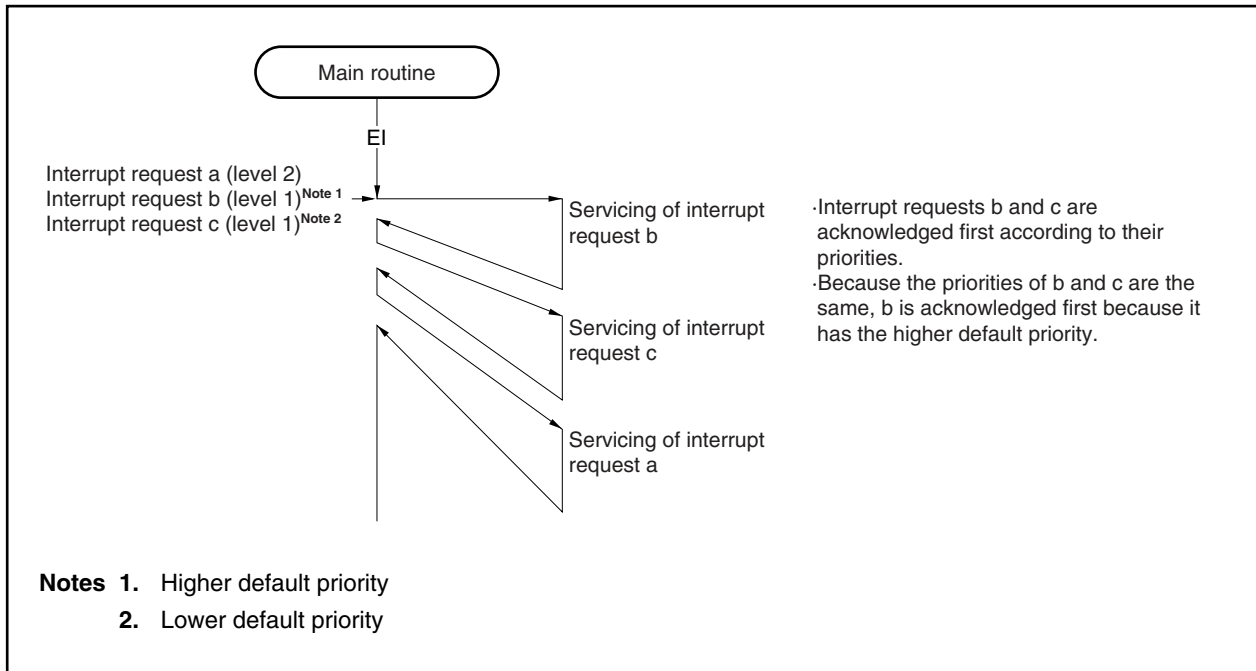 Main routine
EI
Interrupt request a (level 2)
Interrupt request b (level 1)Note 1
Interrupt request c (level 1)Note 2
Servicing of interrupt
request b
·Interrupt requests b and c are
acknowledged first according to their
priorities.
·Because the priorities of b and c are the
same, b is acknowledged first because it
has the higher default priority.
Servicing of interrupt
request c
Servicing of interrupt
request a
Notes 1. Higher default priority
2. Lower default priority